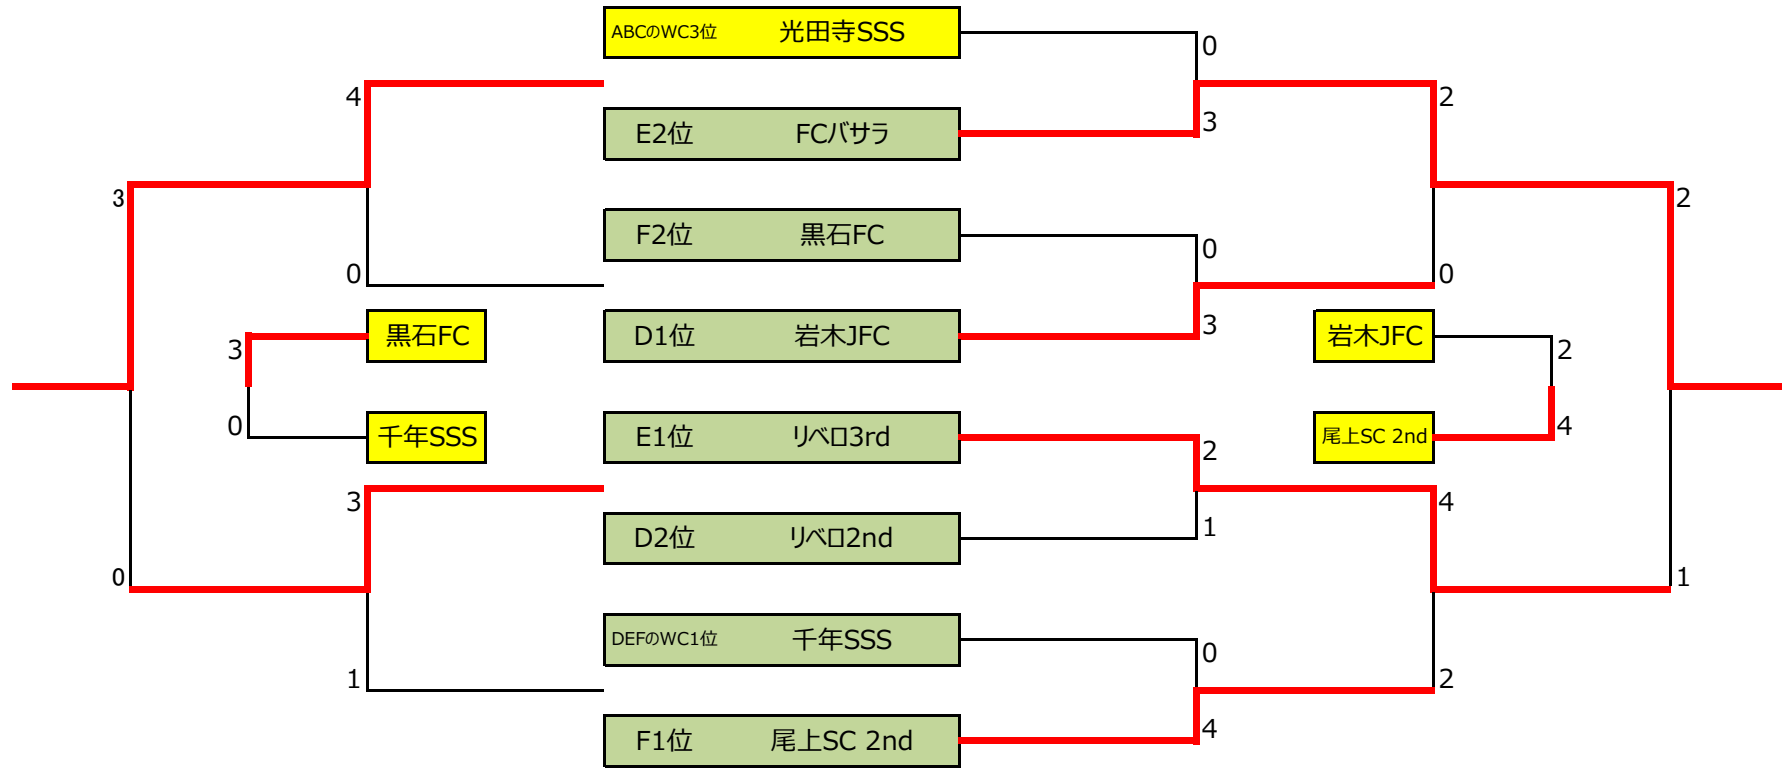 ABCのWC3位 光田寺SSS
0
4
2
E2位 FCバサラ
3
3
2
F2位 黒石FC
0
0
0
黒石FC
D1位 岩木JFC
3
岩木JFC
3
2
0
千年SSS
E1位 リベロ3rd
2
尾上SC 2nd
4
3
4
D2位 リベロ2nd
1
0
1
DEFのWC1位 千年SSS
0
1
2
F1位 尾上SC 2nd
4